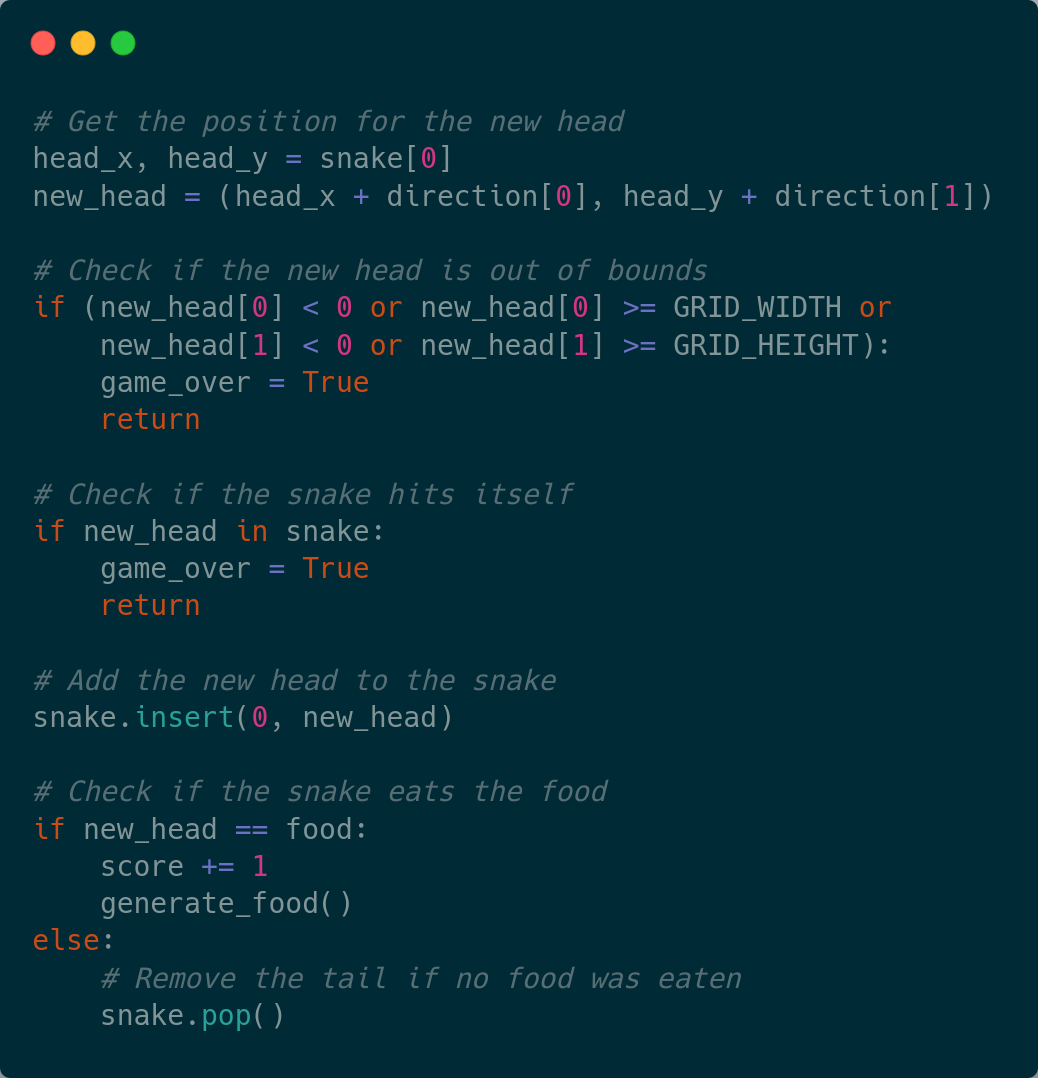 # Get the position for the new head
head_x, head_y = snake[0]
new_head = (head_x + direction[0], head_y + direction[1])

# Check if the new head is out of bounds
if (new_head[0] < 0 or new_head[0] >= GRID_WIDTH or
    new_head[1] < 0 or new_head[1] >= GRID_HEIGHT):
    game_over = True
    return

# Check if the snake hits itself
if new_head in snake:
    game_over = True
    return

# Add the new head to the snake
snake.insert(0, new_head)

# Check if the snake eats the food
if new_head == food:
    score += 1
    generate_food()
else:
    # Remove the tail if no food was eaten
    snake.pop()